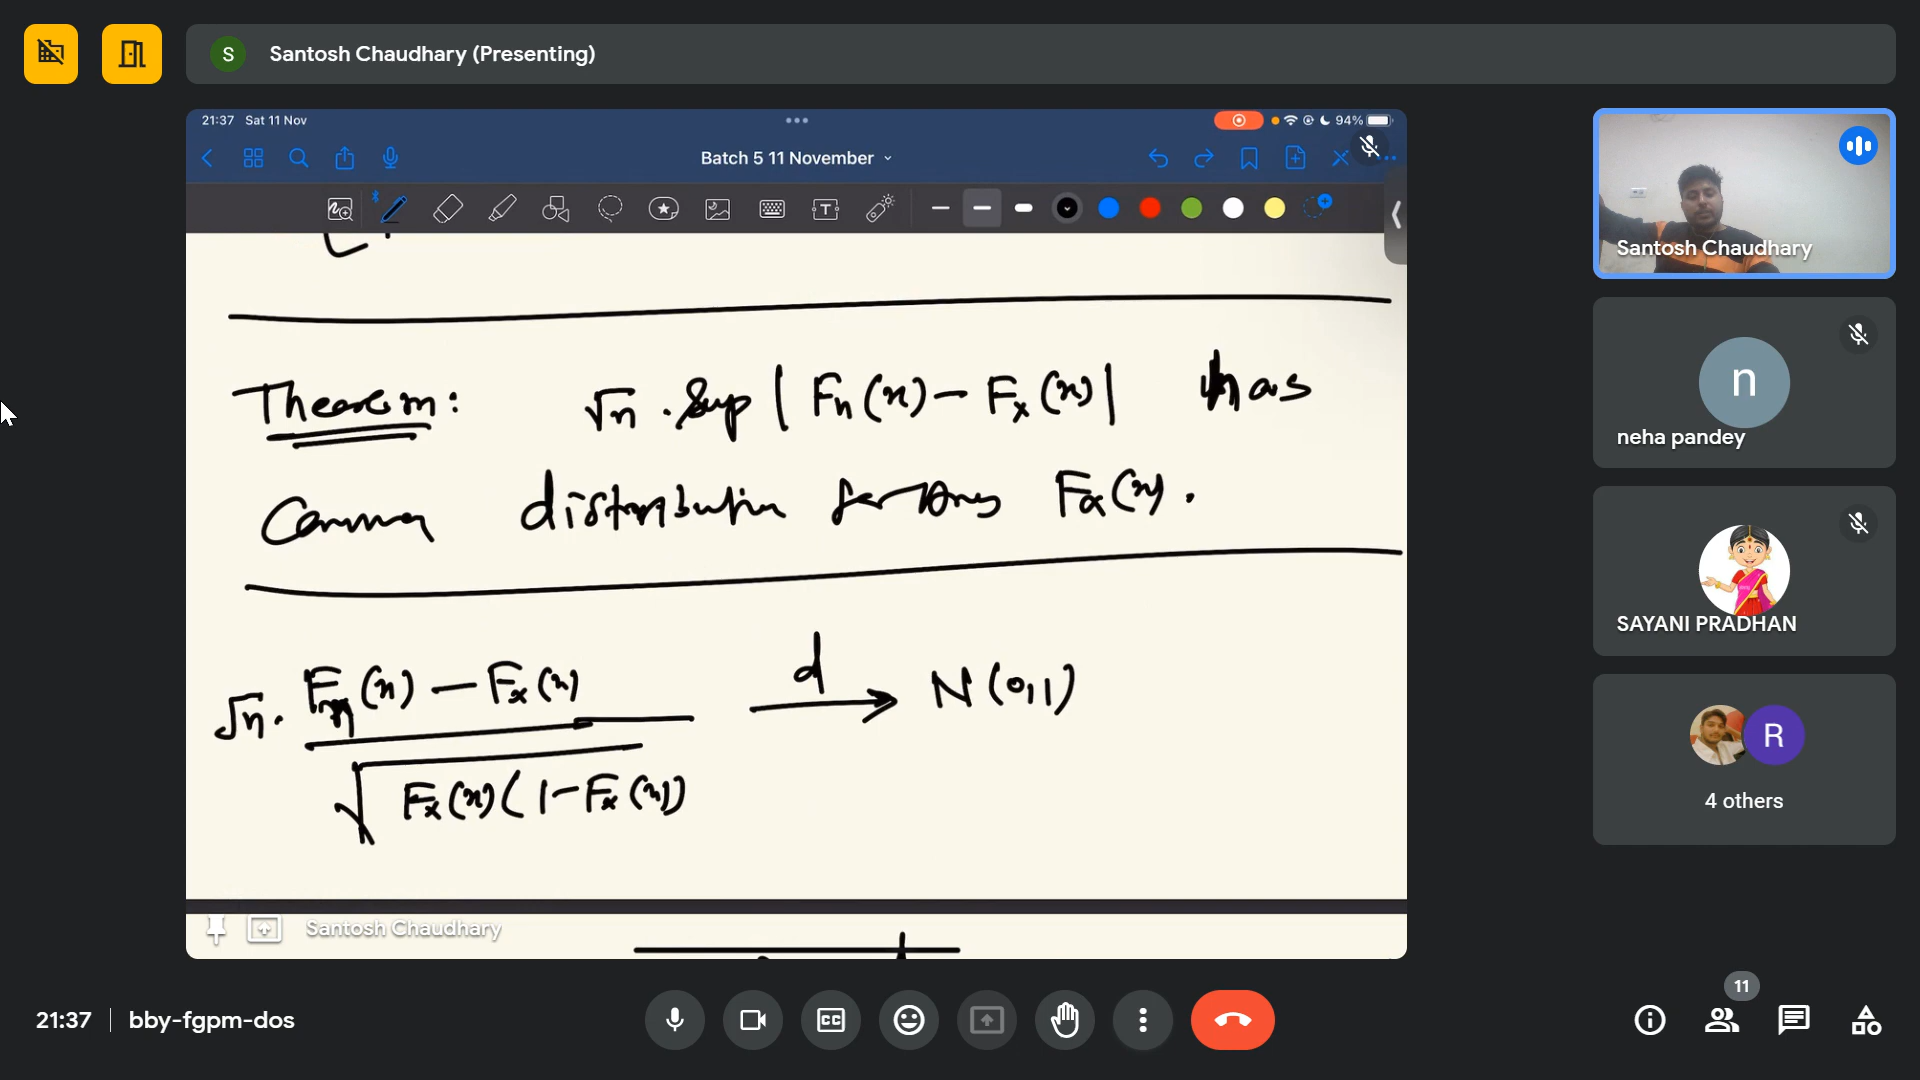 S Santosh Chaudhary (Presenting)
21:37 Sat 11 Nov
94%
Batch 5 11 November
Theorem: √n . Sup | Fn(x) - Fx(x) | has
Common distribution for any Fx(x).
√n . Fn(x) - Fx(x)
d
N(0,1)
√ Fx(x) (1 - Fx(x))
Santosh Chaudhary
Santosh Chaudhary
n
neha pandey
SAYANI PRADHAN
R
4 others
21:37 | bby-fgpm-dos
CC
11